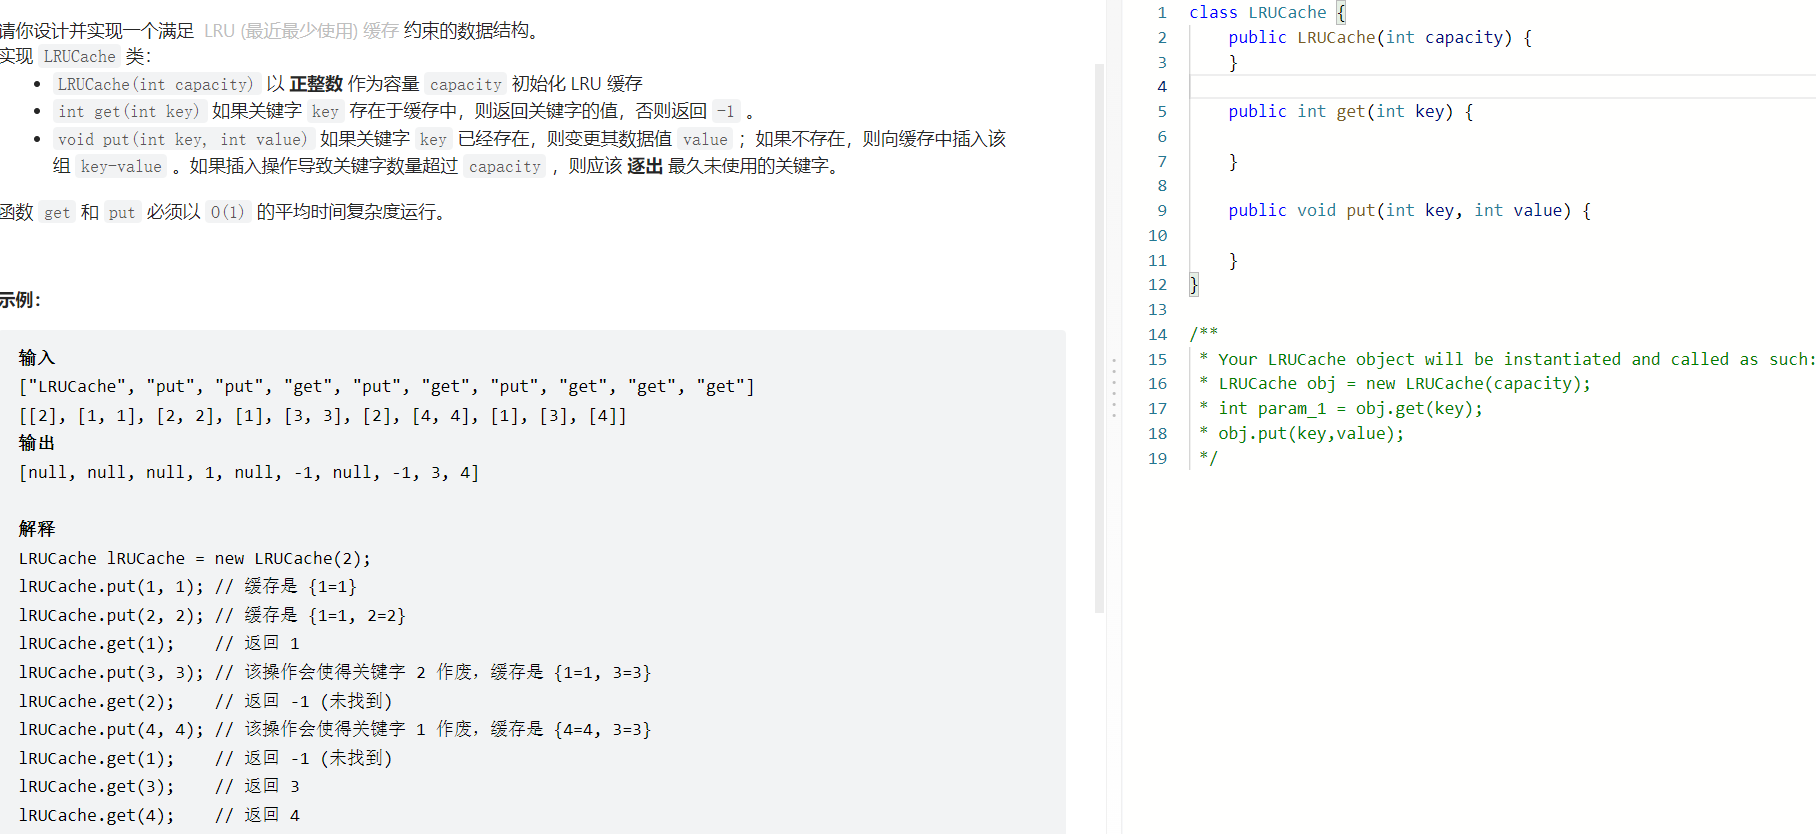 请你设计并实现一个满足 LRU (最近最少使用) 缓存 约束的数据结构。
实现 LRUCache 类：
• LRUCache(int capacity) 以 正整数 作为容量 capacity 初始化 LRU 缓存
• int get(int key) 如果关键字 key 存在于缓存中，则返回关键字的值，否则返回 -1 。
• void put(int key, int value) 如果关键字 key 已经存在，则变更其数据值 value ；如果不存在，则向缓存中插入该
组 key-value 。如果插入操作导致关键字数量超过 capacity ，则应该 逐出 最久未使用的关键字。
函数 get 和 put 必须以 O(1) 的平均时间复杂度运行。
示例：
输入
["LRUCache", "put", "put", "get", "put", "get", "put", "get", "get", "get"]
[[2], [1, 1], [2, 2], [1], [3, 3], [2], [4, 4], [1], [3], [4]]
输出
[null, null, null, 1, null, -1, null, -1, 3, 4]
解释
LRUCache lRUCache = new LRUCache(2);
lRUCache.put(1, 1); // 缓存是 {1=1}
lRUCache.put(2, 2); // 缓存是 {1=1, 2=2}
lRUCache.get(1);    // 返回 1
lRUCache.put(3, 3); // 该操作会使得关键字 2 作废，缓存是 {1=1, 3=3}
lRUCache.get(2);    // 返回 -1 (未找到)
lRUCache.put(4, 4); // 该操作会使得关键字 1 作废，缓存是 {4=4, 3=3}
lRUCache.get(1);    // 返回 -1 (未找到)
lRUCache.get(3);    // 返回 3
lRUCache.get(4);    // 返回 4
1 class LRUCache {
2     public LRUCache(int capacity) {
3     }
4
5     public int get(int key) {
6
7     }
8
9     public void put(int key, int value) {
10
11     }
12 }
13
14 /**
15  * Your LRUCache object will be instantiated and called as such:
16  * LRUCache obj = new LRUCache(capacity);
17  * int param_1 = obj.get(key);
18  * obj.put(key,value);
19  */